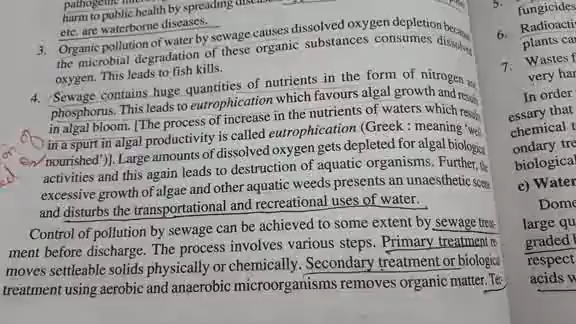 harm to public health by spreading
etc. are waterborne diseases.
3. Organic pollution of water by sewage causes dissolved oxygen depletion because
the microbial degradation of these organic substances consumes dissolved
oxygen. This leads to fish kills.
4. Sewage contains huge quantities of nutrients in the form of nitrogen and
phosphorus. This leads to eutrophication which favours algal growth and results
in algal bloom. [The process of increase in the nutrients of waters which results
in a spurt in algal productivity is called eutrophication (Greek : meaning 'well
nourished')]. Large amounts of dissolved oxygen gets depleted for algal biological
activities and this again leads to destruction of aquatic organisms. Further, the
excessive growth of algae and other aquatic weeds presents an unaesthetic scene
and disturbs the transportational and recreational uses of water.
Control of pollution by sewage can be achieved to some extent by sewage treat-
ment before discharge. The process involves various steps. Primary treatment re-
moves settleable solids physically or chemically. Secondary treatment or biological
treatment using aerobic and anaerobic microorganisms removes organic matter. Ter-
5.
fungicides
6. Radioacti
plants ca
7. Wastes f
very har
In order
essary that
chemical t
ondary tre
biological
c) Water
Dome
large qu
graded
respect
acids w